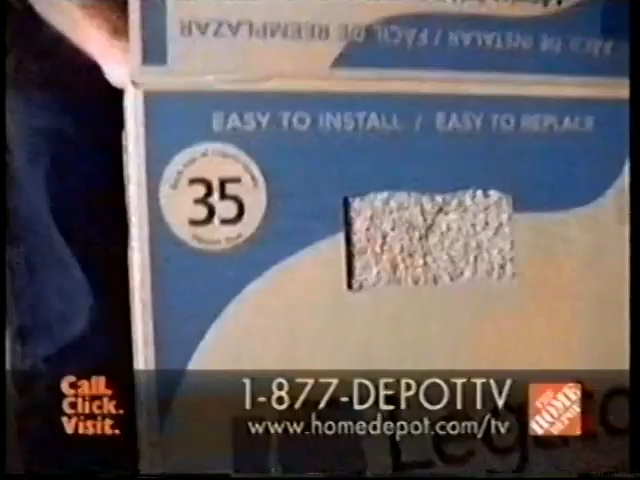 FÁCIL DE INSTALAR / FÁCIL DE REEMPLAZAR
EASY TO INSTALL / EASY TO REPLACE
35
Call.
Click.
Visit.
1-877-DEPOTTV
www.homedepot.com/tv
THE HOME DEPOT